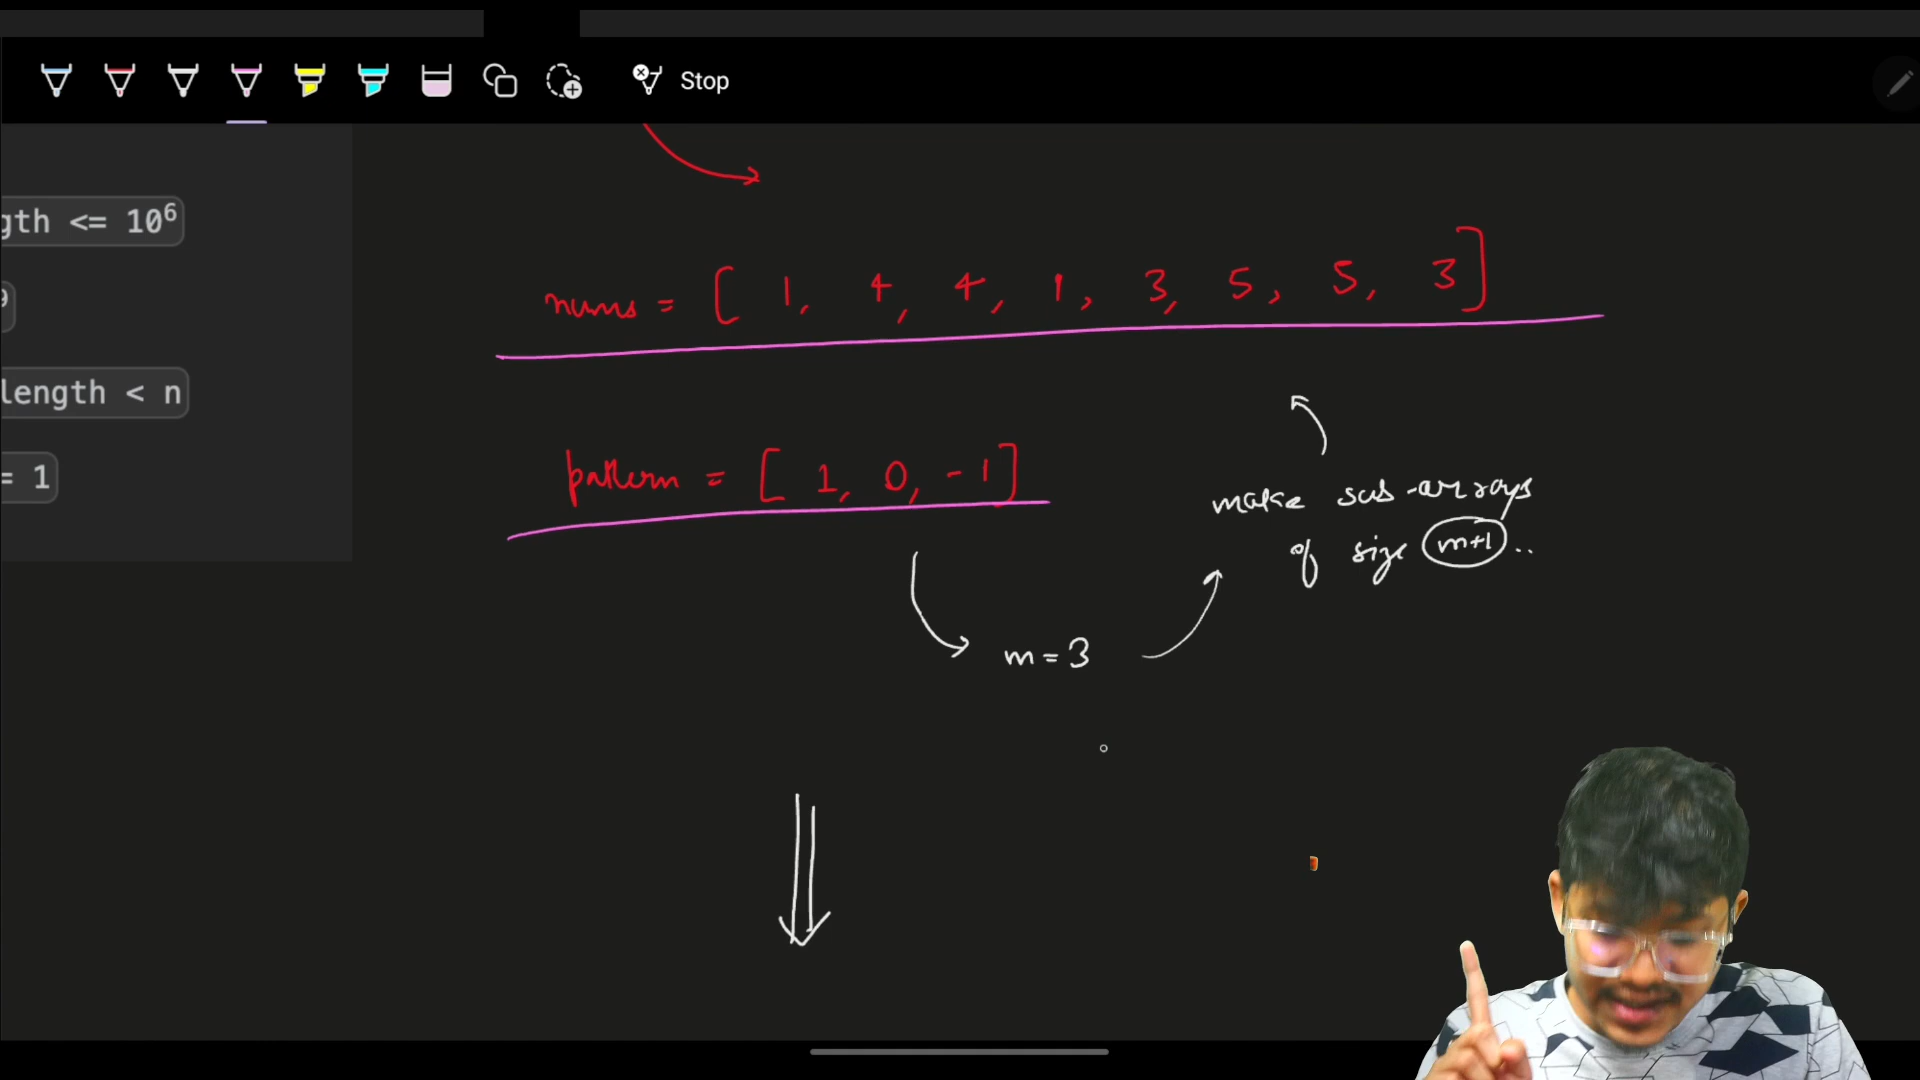 Stop
gth <= 10⁶
nums = [ 1, 4, 4, 1, 3, 5, 5, 3]
9
length < n
pattern = [ 1, 0, -1]
= 1
make sub-arrays
of size m+1 ..
m = 3